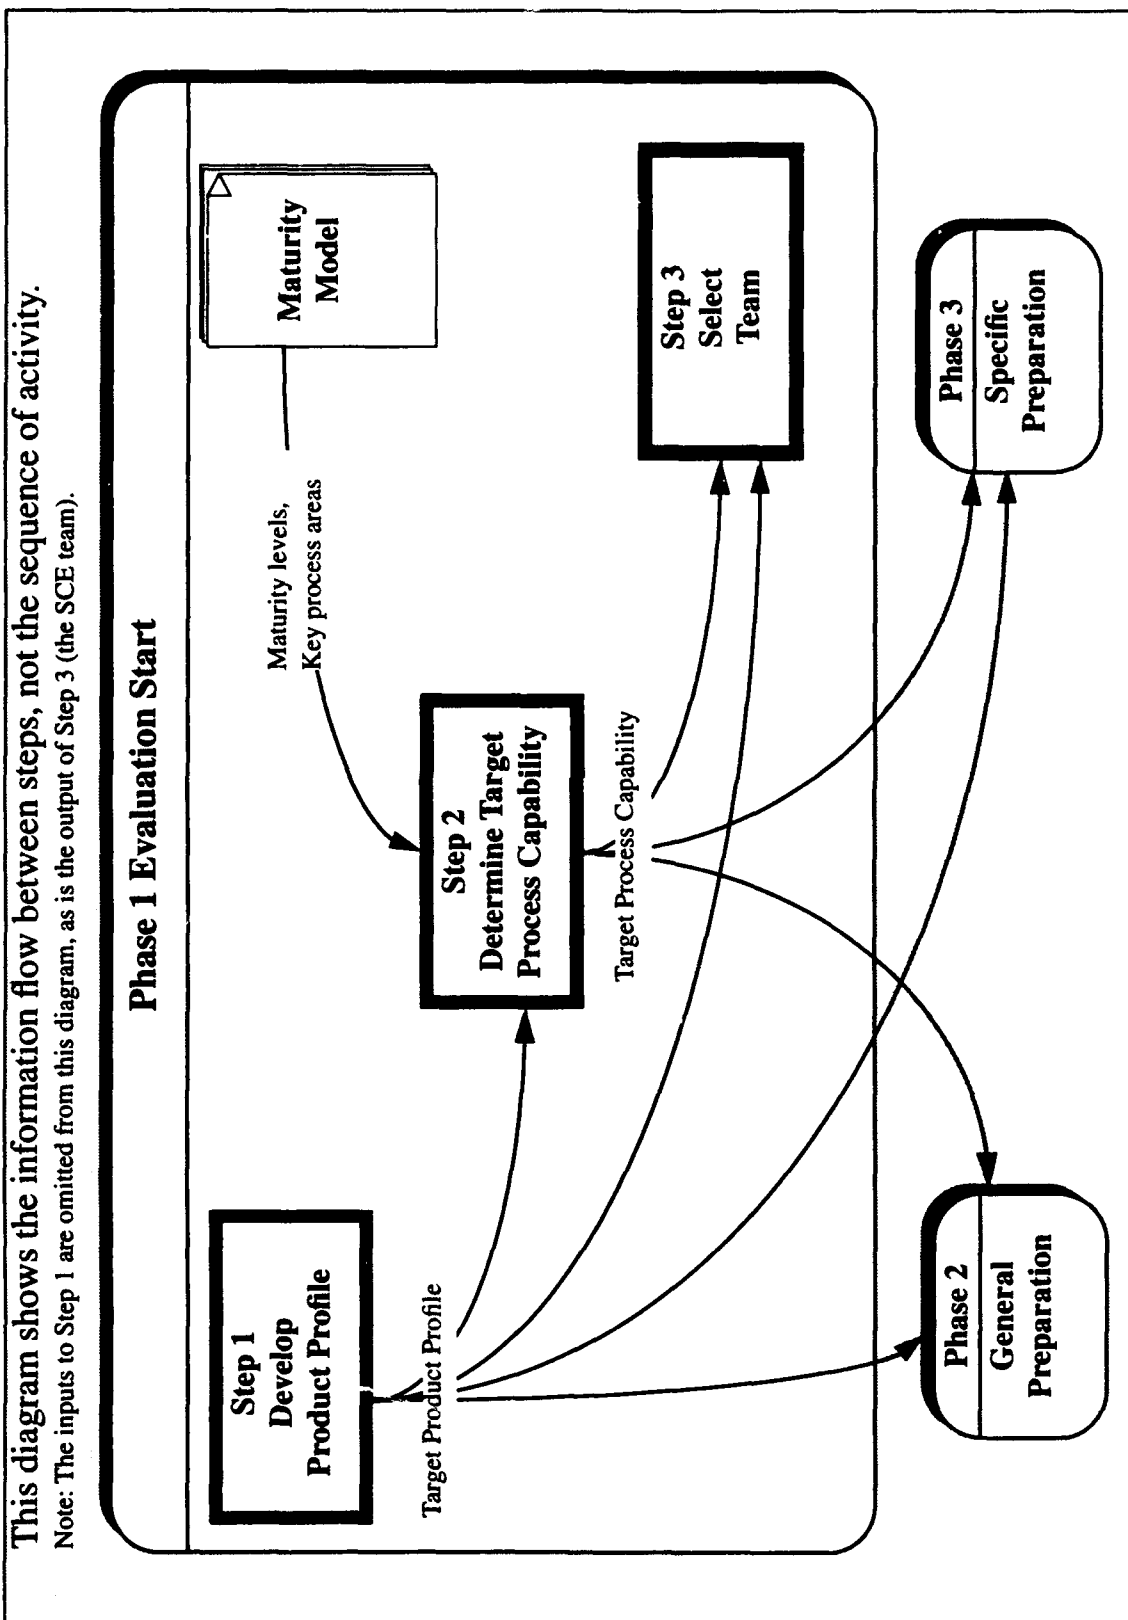 This diagram shows the information flow between steps, not the sequence of activity.
Note: The inputs to Step 1 are omitted from this diagram, as is the output of Step 3 (the SCE team).
Phase 1 Evaluation Start
Step 1
Develop
Product Profile
Target Product Profile
Step 2
Determine Target
Process Capability
Target Process Capability
Maturity levels,
Key process areas
Maturity
Model
Step 3
Select
Team
Phase 2
General
Preparation
Phase 3
Specific
Preparation